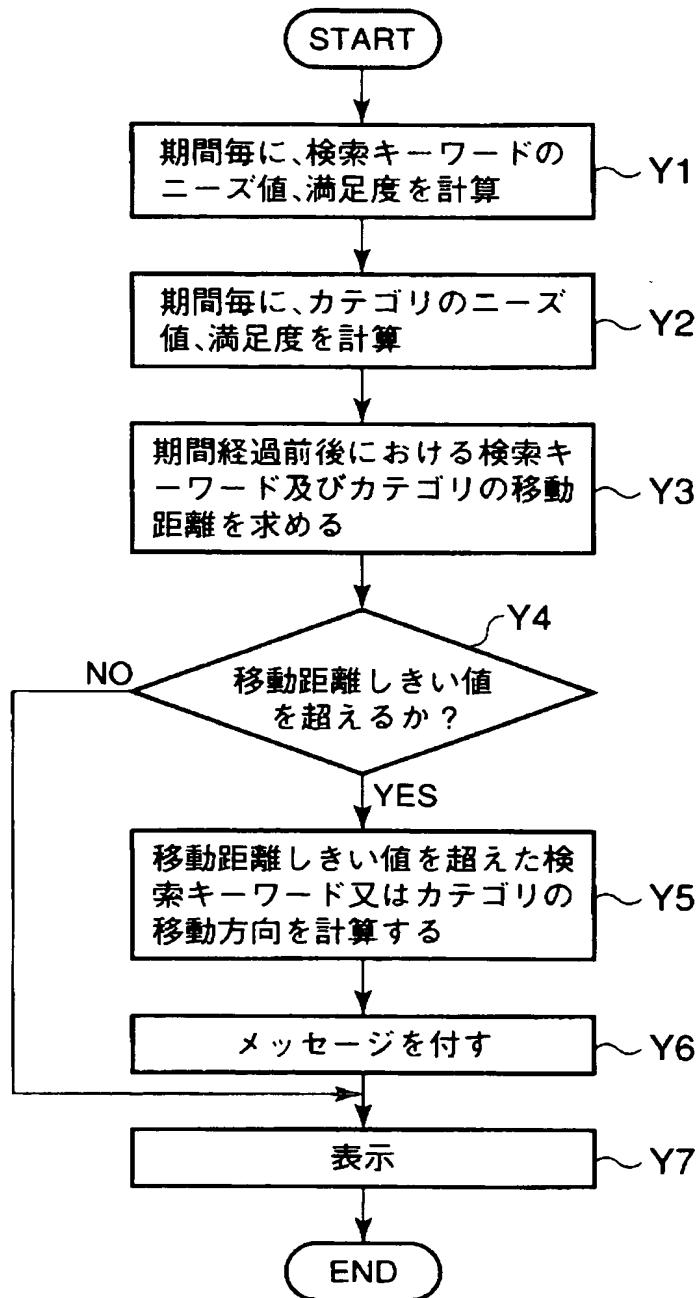 START
期間毎に、検索キーワードの
ニーズ値、満足度を計算
Y1
期間毎に、カテゴリのニーズ
値、満足度を計算
Y2
期間経過前後における検索キ
ーワード及びカテゴリの移動
距離を求める
Y3
Y4
NO
移動距離しきい値
を超えるか？
YES
移動距離しきい値を超えた検
索キーワード又はカテゴリの
移動方向を計算する
Y5
メッセージを付す
Y6
表示
Y7
END